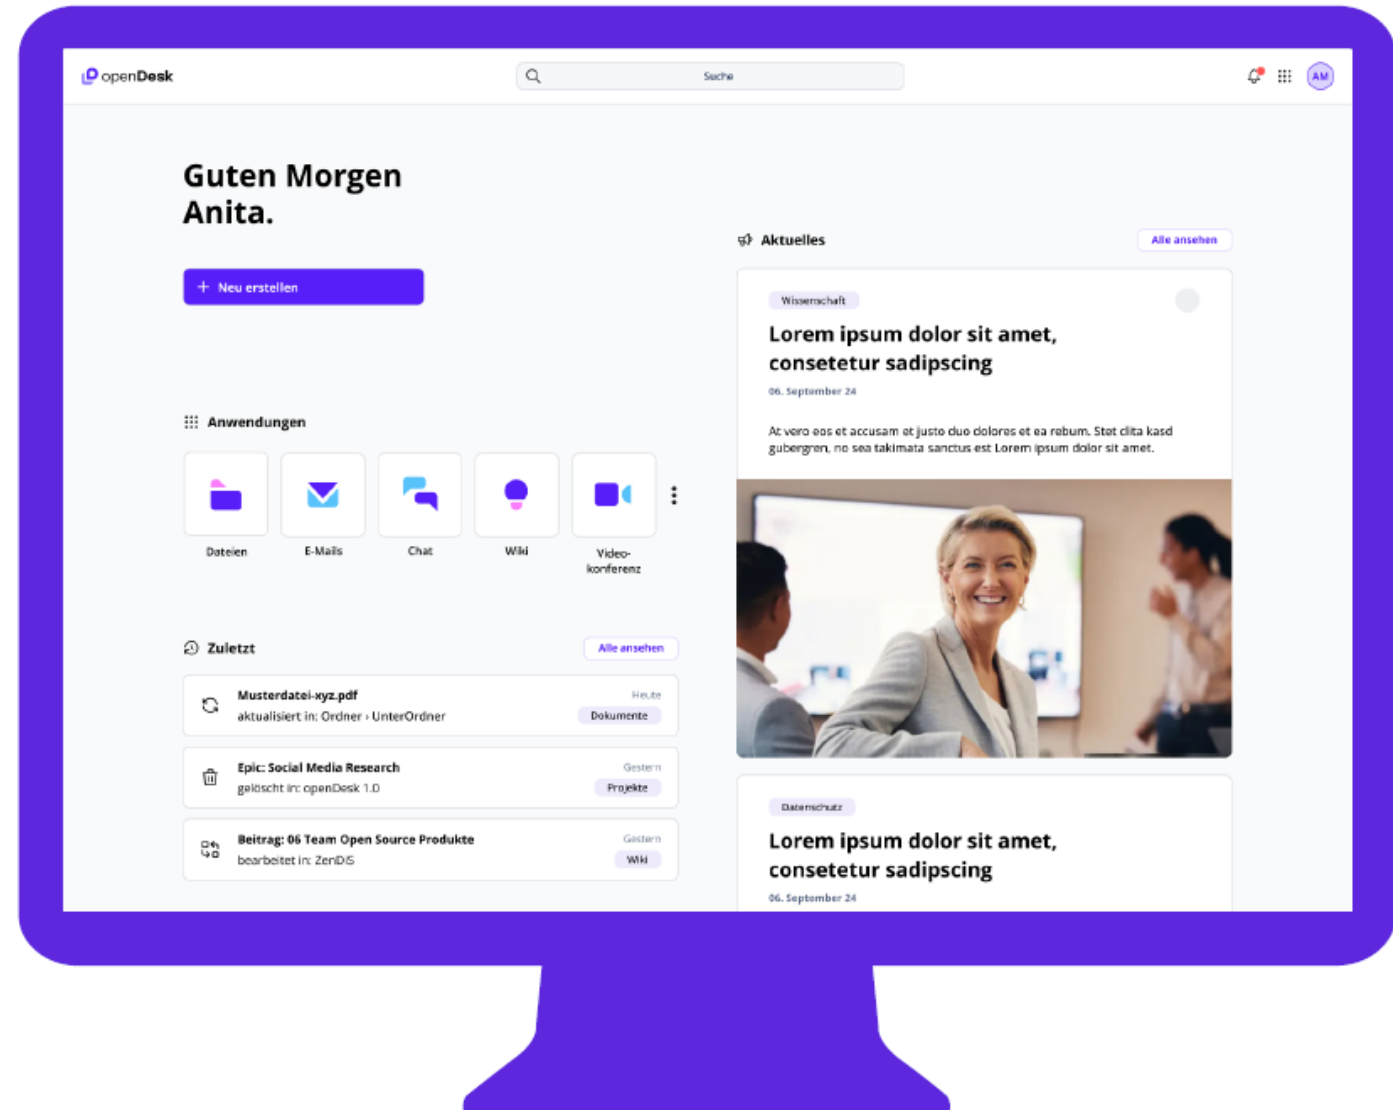 openDesk
Suche
AM
Guten Morgen
Anita.
Neu erstellen
Anwendungen
Dateien
E-Mails
Chat
Wiki
Video-
konferenz
Zuletzt
Alle ansehen
Musterdatei-xyz.pdf
Heute
aktualisiert in: Ordner › UnterOrdner
Dokumente
Epic: Social Media Research
Gestern
gelöscht in: openDesk 1.0
Projekte
Beitrag: 06 Team Open Source Produkte
Gestern
bearbeitet in: ZenDiS
Wiki
Aktuelles
Alle ansehen
Wissenschaft
Lorem ipsum dolor sit amet,
consetetur sadipscing
06. September 24
At vero eos et accusam et justo duo dolores et ea rebum. Stet clita kasd
gubergren, no sea takimata sanctus est Lorem ipsum dolor sit amet.
Datenschutz
Lorem ipsum dolor sit amet,
consetetur sadipscing
06. September 24